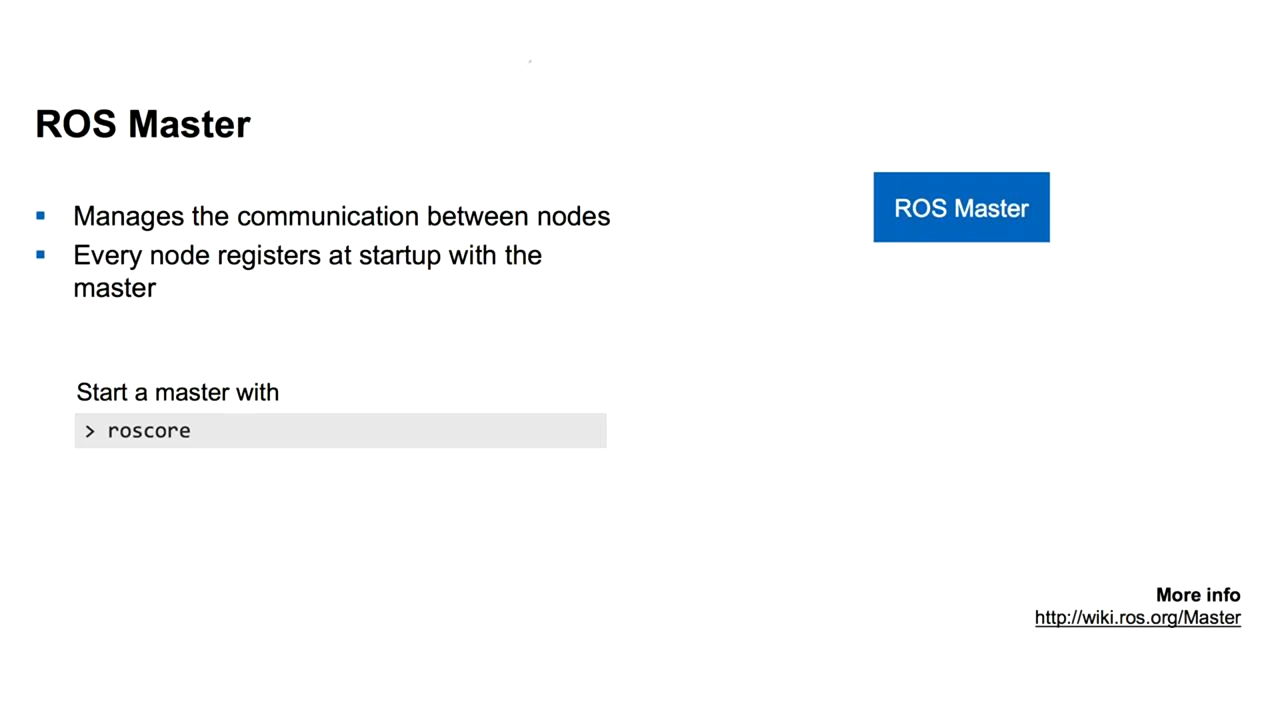 ROS Master
▪ Manages the communication between nodes
▪ Every node registers at startup with the
master
Start a master with
> roscore
ROS Master
More info
http://wiki.ros.org/Master